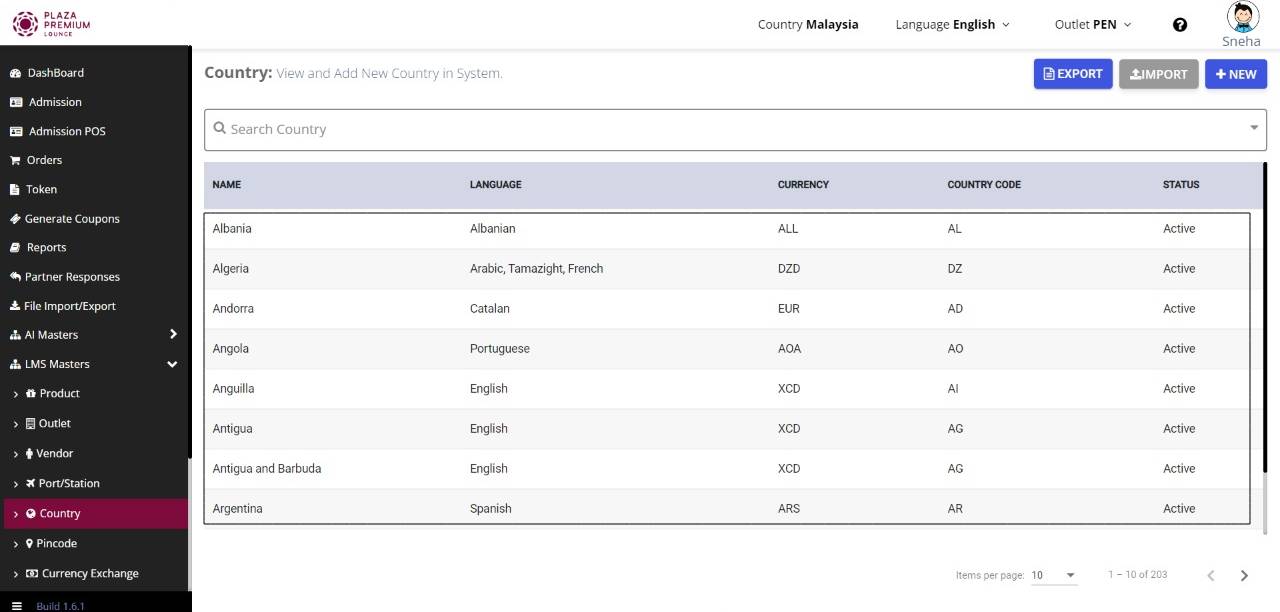 PLAZA
PREMIUM
LOUNGE
Country Malaysia
Language English
Outlet PEN
Sneha
DashBoard
Admission
Admission POS
Orders
Token
Generate Coupons
Reports
Partner Responses
File Import/Export
AI Masters
LMS Masters
Product
Outlet
Vendor
Port/Station
Country
Pincode
Currency Exchange
Build 1.6.1
Country: View and Add New Country in System.
EXPORT
IMPORT
+ NEW
Search Country
NAME LANGUAGE CURRENCY COUNTRY CODE STATUS
Albania Albanian ALL AL Active
Algeria Arabic, Tamazight, French DZD DZ Active
Andorra Catalan EUR AD Active
Angola Portuguese AOA AO Active
Anguilla English XCD AI Active
Antigua English XCD AG Active
Antigua and Barbuda English XCD AG Active
Argentina Spanish ARS AR Active
Items per page: 10 1 – 10 of 203